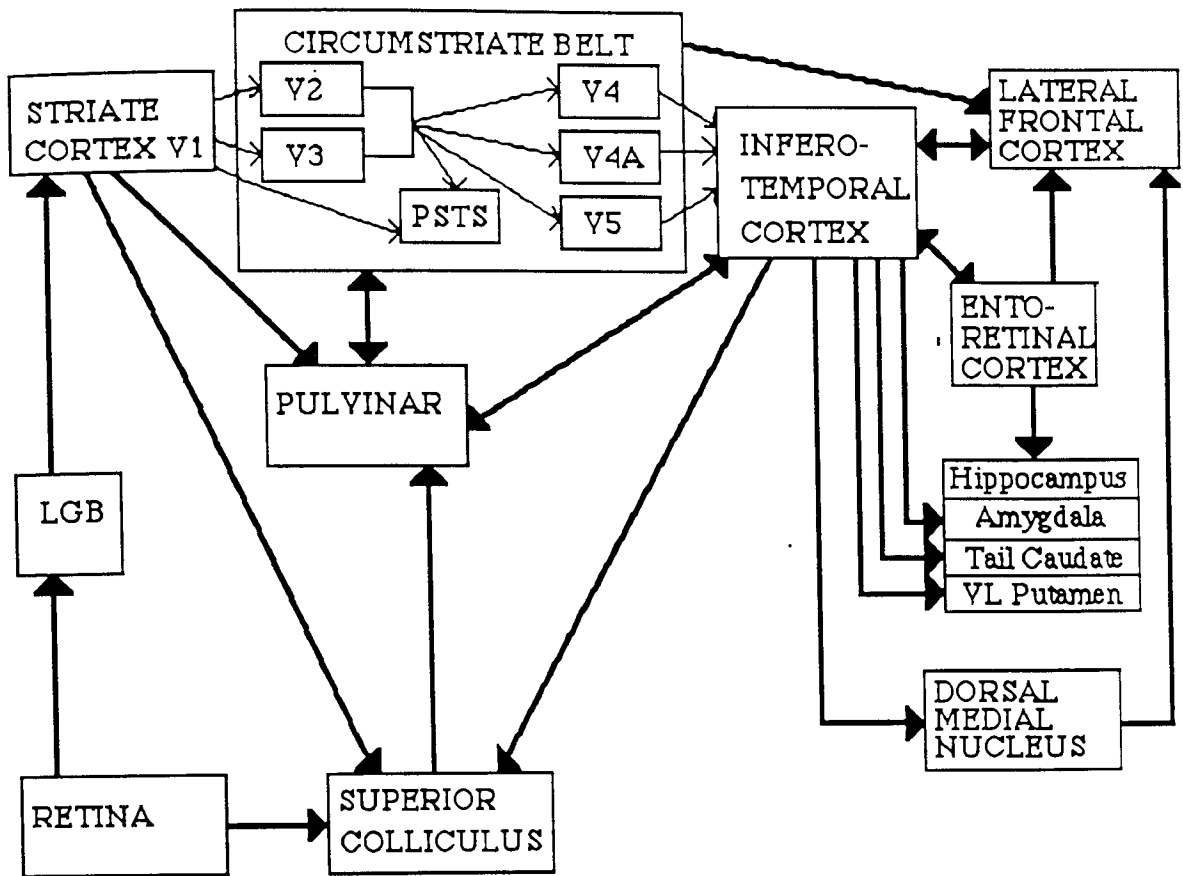 CIRCUMSTRIATE BELT
STRIATE
CORTEX V1
V2
V3
PSTS
V4
V4A
V5
INFERO-
TEMPORAL
CORTEX
LATERAL
FRONTAL
CORTEX
ENTO-
RETINAL
CORTEX
PULVINAR
LGB
Hippocampus
Amygdala
Tail Caudate
VL Putamen
DORSAL
MEDIAL
NUCLEUS
RETINA
SUPERIOR
COLLICULUS